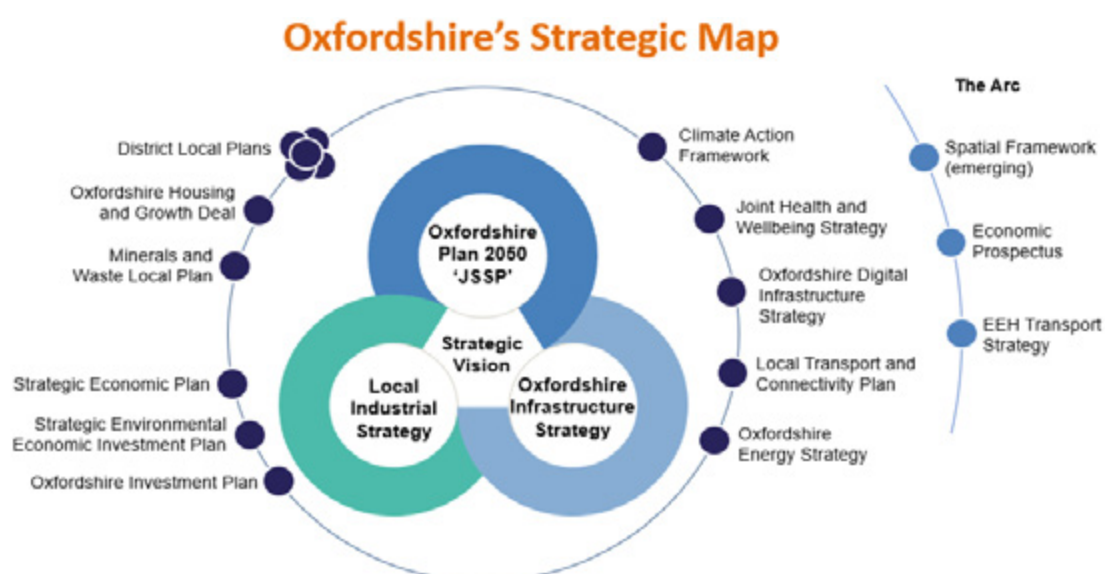 Oxfordshire's Strategic Map
District Local Plans
Oxfordshire Housing
and Growth Deal
Minerals and
Waste Local Plan
Strategic Economic Plan
Strategic Environmental
Economic Investment Plan
Oxfordshire Investment Plan
Oxfordshire
Plan 2050
‘JSSP’
Strategic
Vision
Local
Industrial
Strategy
Oxfordshire
Infrastructure
Strategy
Climate Action
Framework
Joint Health and
Wellbeing Strategy
Oxfordshire Digital
Infrastructure
Strategy
Local Transport and
Connectivity Plan
Oxfordshire
Energy Strategy
The Arc
Spatial Framework
(emerging)
Economic
Prospectus
EEH Transport
Strategy